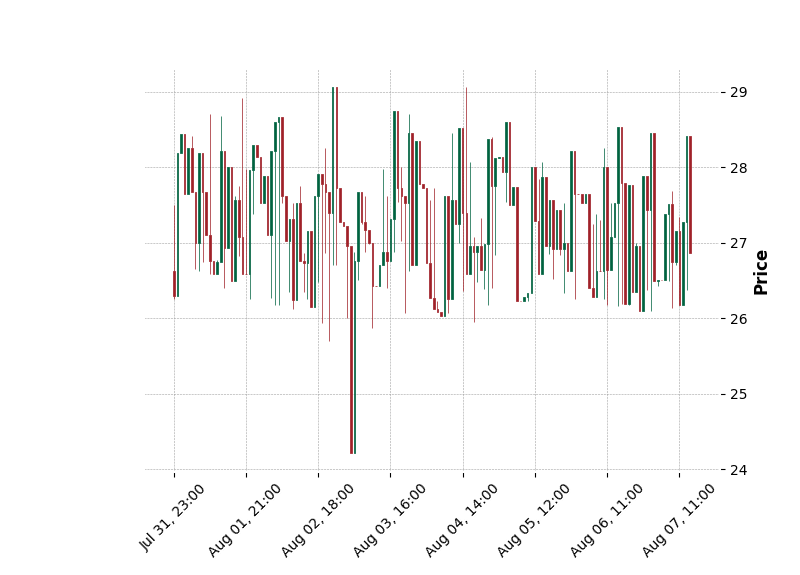 29
28
27
26
25
24
Price
Jul 31, 23:00
Aug 01, 21:00
Aug 02, 18:00
Aug 03, 16:00
Aug 04, 14:00
Aug 05, 12:00
Aug 06, 11:00
Aug 07, 11:00